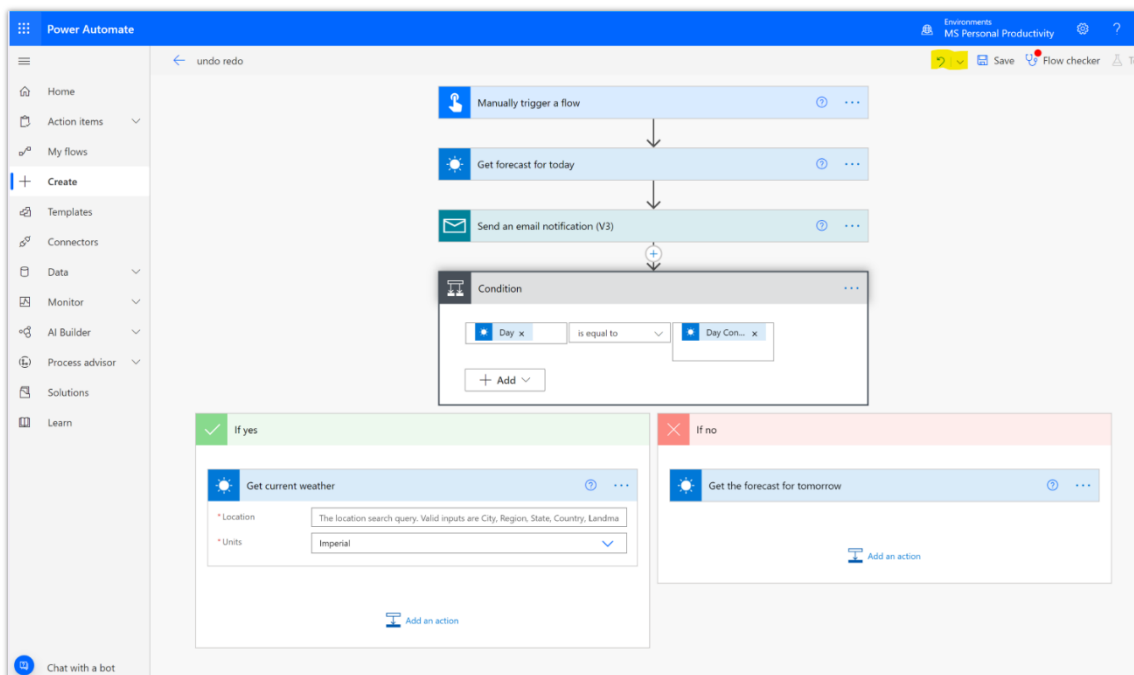 Power Automate
Environments
MS Personal Productivity
?
undo redo
Save
Flow checker
Home
Action items
My flows
Create
Templates
Connectors
Data
Monitor
AI Builder
Process advisor
Solutions
Learn
Chat with a bot
Manually trigger a flow
Get forecast for today
Send an email notification (V3)
Condition
Day x
is equal to
Day Con... x
+ Add
If yes
Get current weather
* Location
The location search query. Valid inputs are City, Region, State, Country, Landma
* Units
Imperial
Add an action
If no
Get the forecast for tomorrow
Add an action